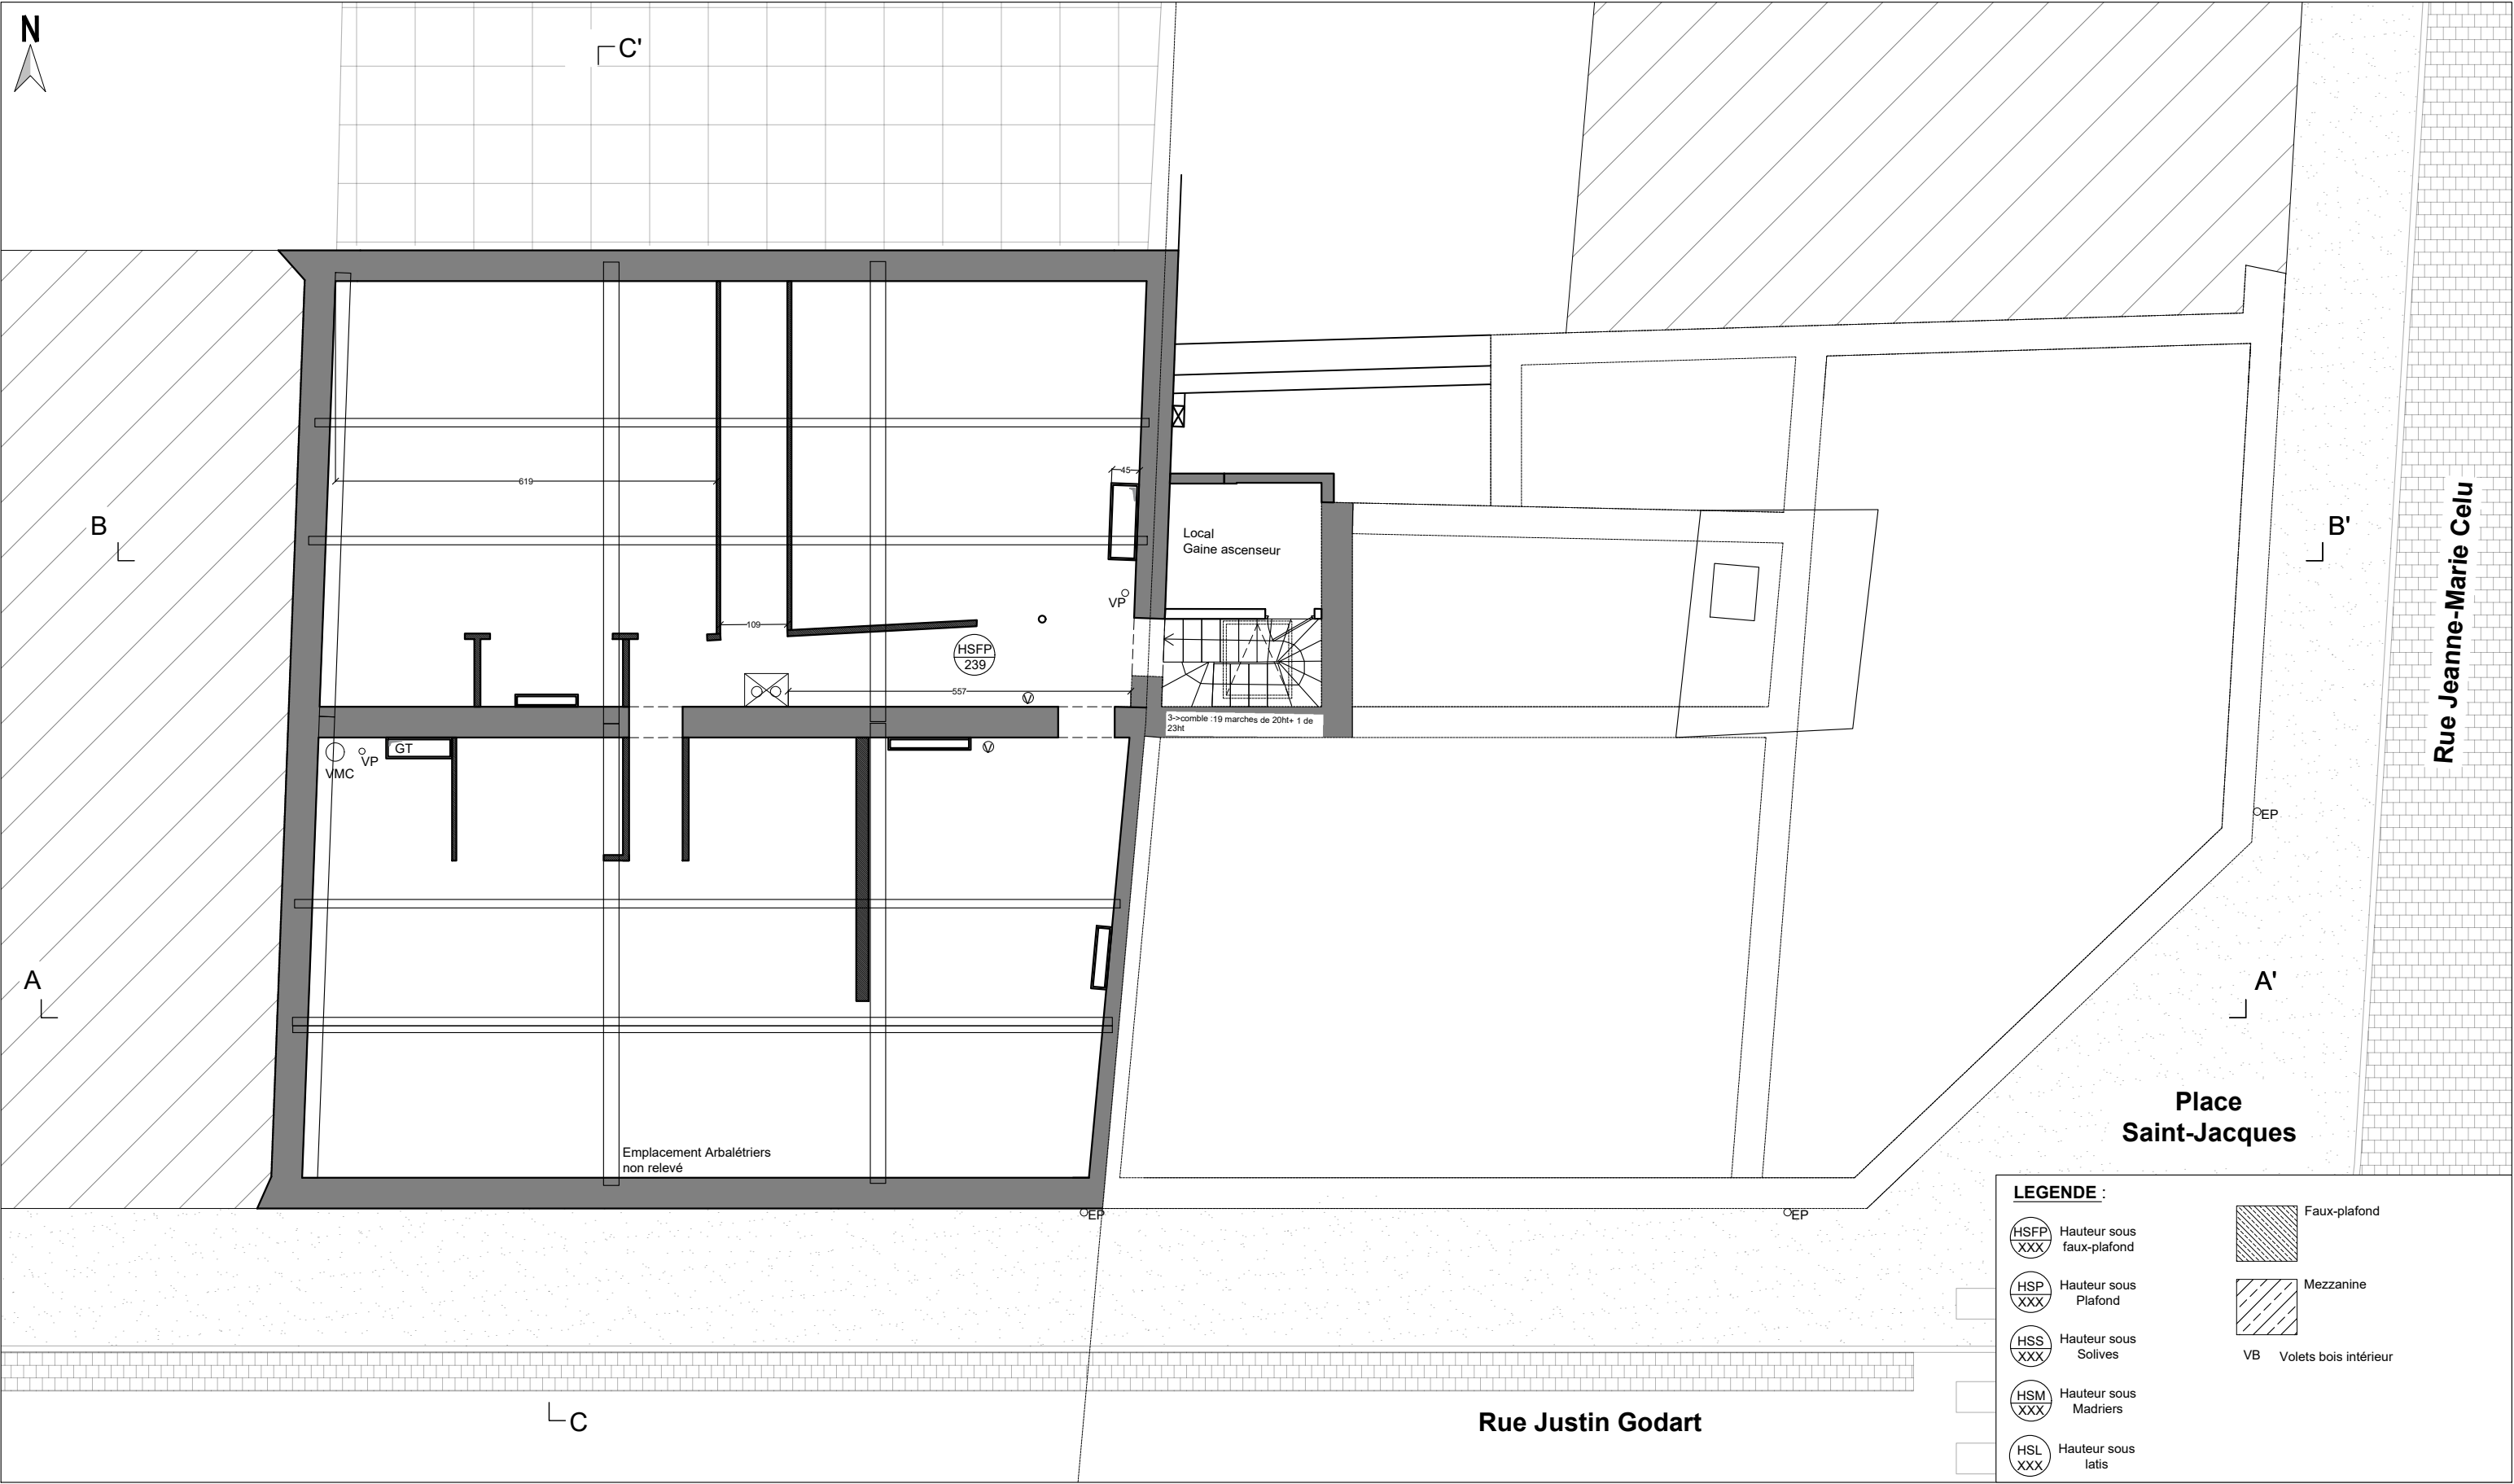 N
C'
B
B'
Rue Jeanne-Marie Celu
619
45
Local
Gaine ascenseur
VP
109
HSFP
239
557
V
3->comble :19 marches de 20ht+ 1 de
23ht
GT
VP
VMC
V
EP
A
A'
Place
Saint-Jacques
Emplacement Arbalétriers
non relevé
EP
EP
C
Rue Justin Godart
LEGENDE :
HSFP
XXX
Hauteur sous
faux-plafond
HSP
XXX
Hauteur sous
Plafond
HSS
XXX
Hauteur sous
Solives
HSM
XXX
Hauteur sous
Madriers
HSL
XXX
Hauteur sous
latis
Faux-plafond
Mezzanine
VB Volets bois intérieur